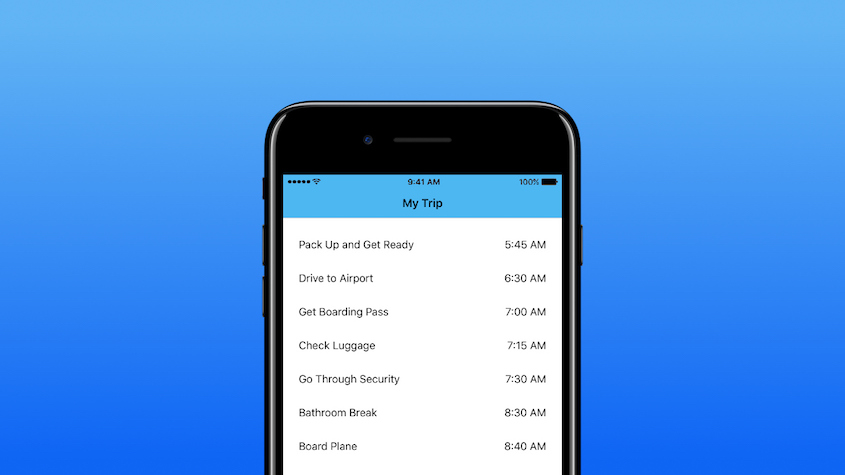 9:41 AM 100%
My Trip
Pack Up and Get Ready 5:45 AM
Drive to Airport 6:30 AM
Get Boarding Pass 7:00 AM
Check Luggage 7:15 AM
Go Through Security 7:30 AM
Bathroom Break 8:30 AM
Board Plane 8:40 AM